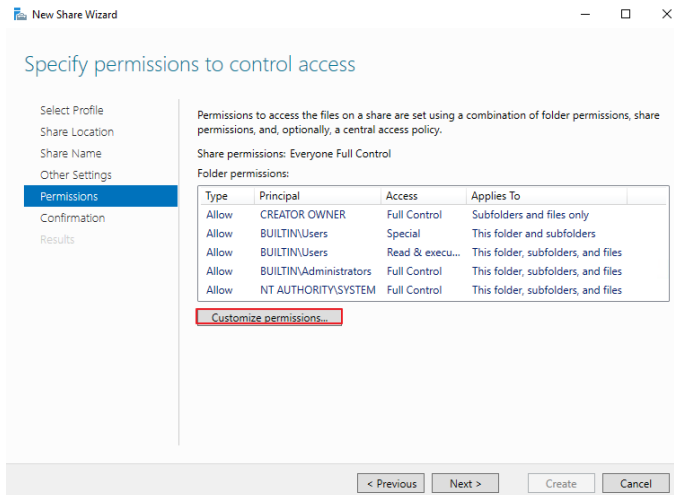 New Share Wizard
Specify permissions to control access
Select Profile
Share Location
Share Name
Other Settings
Permissions
Confirmation
Results
Permissions to access the files on a share are set using a combination of folder permissions, share
permissions, and, optionally, a central access policy.
Share permissions: Everyone Full Control
Folder permissions:
Type Principal Access Applies To
Allow CREATOR OWNER Full Control Subfolders and files only
Allow BUILTIN\Users Special This folder and subfolders
Allow BUILTIN\Users Read & execu... This folder, subfolders, and files
Allow BUILTIN\Administrators Full Control This folder, subfolders, and files
Allow NT AUTHORITY\SYSTEM Full Control This folder, subfolders, and files
Customize permissions...
< Previous Next > Create Cancel